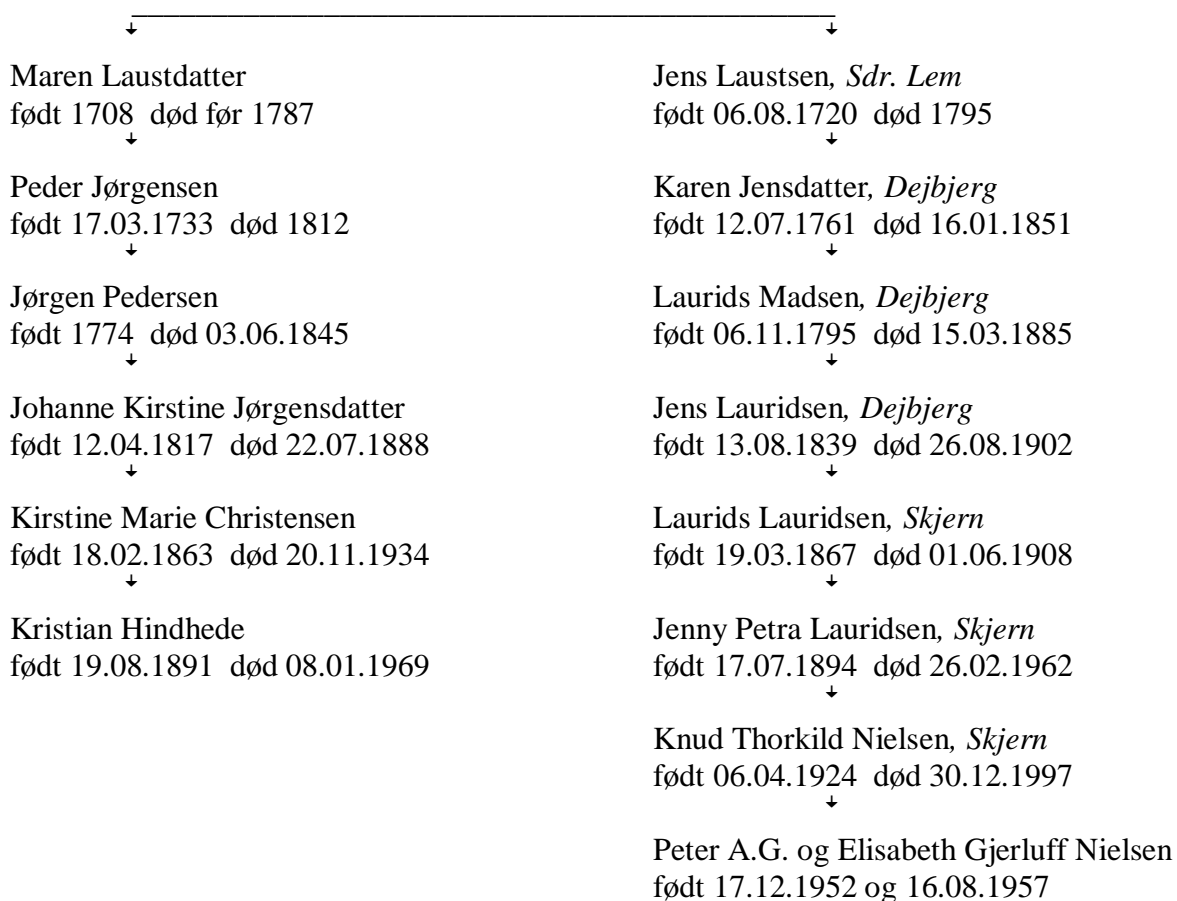 Maren Laustdatter
født 1708  død før 1787
Peder Jørgensen
født 17.03.1733  død 1812
Jørgen Pedersen
født 1774  død 03.06.1845
Johanne Kirstine Jørgensdatter
født 12.04.1817  død 22.07.1888
Kirstine Marie Christensen
født 18.02.1863  død 20.11.1934
Kristian Hindhede
født 19.08.1891  død 08.01.1969
Jens Laustsen, Sdr. Lem
født 06.08.1720  død 1795
Karen Jensdatter, Dejbjerg
født 12.07.1761  død 16.01.1851
Laurids Madsen, Dejbjerg
født 06.11.1795  død 15.03.1885
Jens Lauridsen, Dejbjerg
født 13.08.1839  død 26.08.1902
Laurids Lauridsen, Skjern
født 19.03.1867  død 01.06.1908
Jenny Petra Lauridsen, Skjern
født 17.07.1894  død 26.02.1962
Knud Thorkild Nielsen, Skjern
født 06.04.1924  død 30.12.1997
Peter A.G. og Elisabeth Gjerluff Nielsen
født 17.12.1952 og 16.08.1957